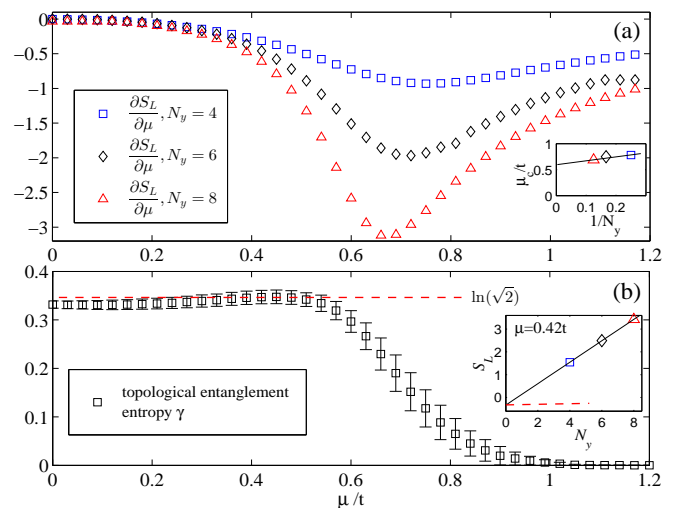 (a)
0
−0.5
−1
−1.5
−2
−2.5
−3
∂S_L/∂μ, N_y = 4
∂S_L/∂μ, N_y = 6
∂S_L/∂μ, N_y = 8
μ_c/t
1
0.5
0
0 0.1 0.2
1/N_y
0 0.2 0.4 0.6 0.8 1 1.2
(b)
0.4
0.3
0.2
0.1
0
ln(√2)
topological entanglement
entropy γ
μ=0.42t
S_L
3
2
1
0
0 2 4 6 8
N_y
0 0.2 0.4 0.6 0.8 1 1.2
μ/t